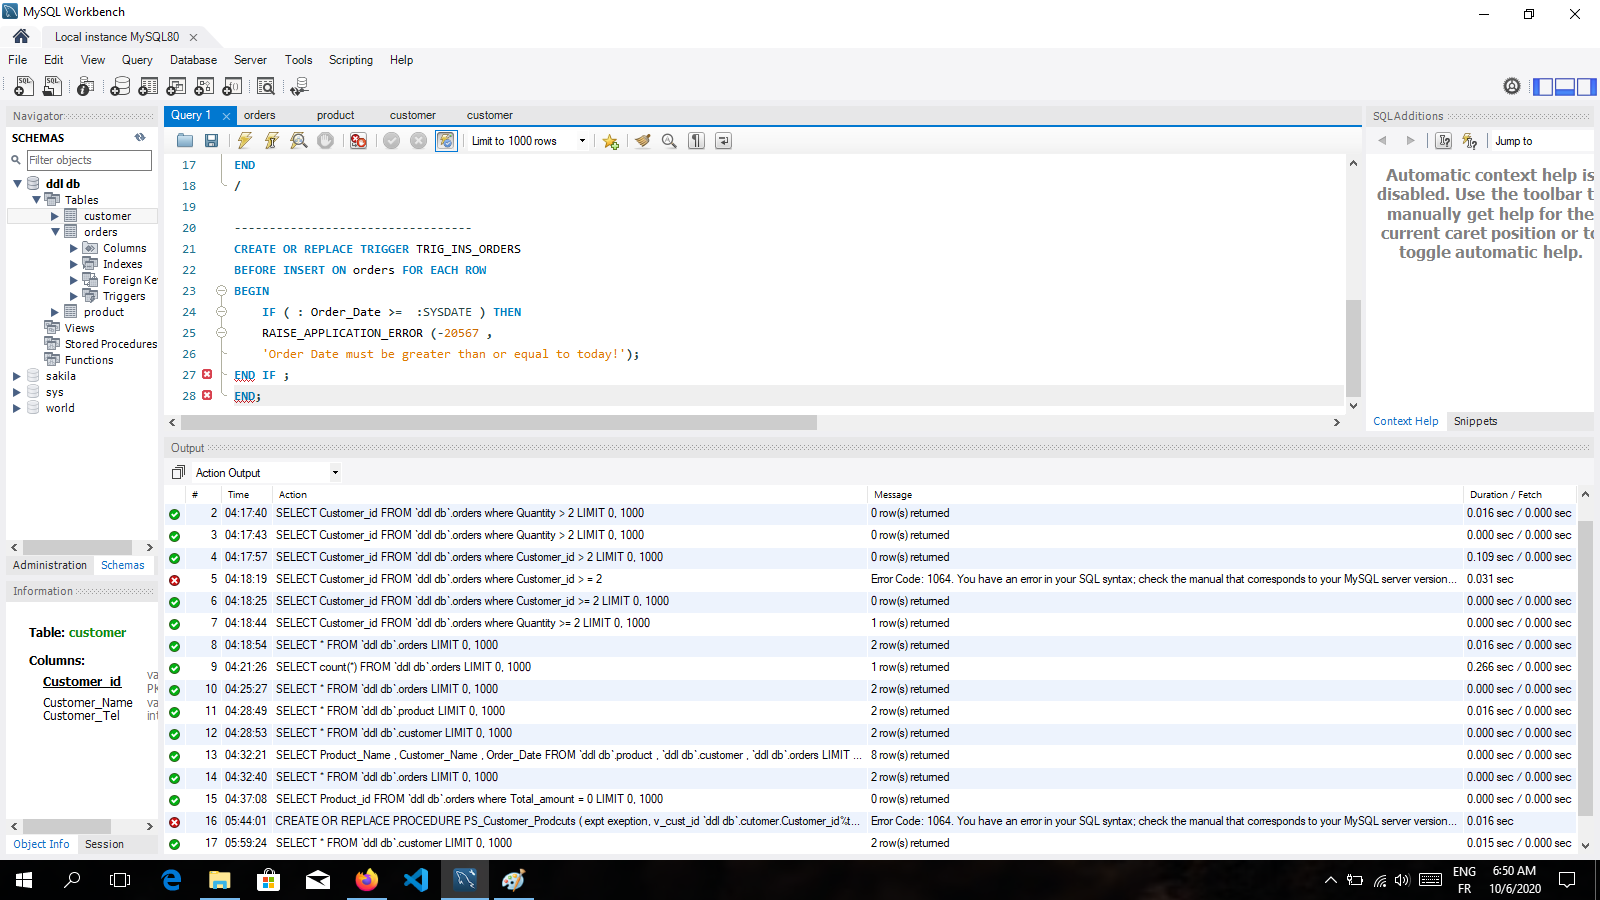 MySQL Workbench
Local instance MySQL80
File Edit View Query Database Server Tools Scripting Help
Navigator
SCHEMAS
Filter objects
ddl db
Tables
customer
orders
Columns
Indexes
Foreign Ke
Triggers
product
Views
Stored Procedures
Functions
sakila
sys
world
Administration Schemas
Information
Table: customer
Columns:
Customer_id va
PK
Customer_Name va
Customer_Tel int
Object Info Session
Query 1 orders product customer customer
Limit to 1000 rows
17 END
18 /
19
20 ----------------------------------
21 CREATE OR REPLACE TRIGGER TRIG_INS_ORDERS
22 BEFORE INSERT ON orders FOR EACH ROW
23 BEGIN
24 IF ( : Order_Date >= :SYSDATE ) THEN
25 RAISE_APPLICATION_ERROR (-20567 ,
26 'Order Date must be greater than or equal to today!');
27 END IF ;
28 END;
SQLAdditions
Jump to
Automatic context help is
disabled. Use the toolbar t
manually get help for the
current caret position or to
toggle automatic help.
Context Help Snippets
Output
Action Output
# Time Action Message Duration / Fetch
2 04:17:40 SELECT Customer_id FROM `ddl db`.orders where Quantity > 2 LIMIT 0, 1000 0 row(s) returned 0.016 sec / 0.000 sec
3 04:17:43 SELECT Customer_id FROM `ddl db`.orders where Quantity > 2 LIMIT 0, 1000 0 row(s) returned 0.000 sec / 0.000 sec
4 04:17:57 SELECT Customer_id FROM `ddl db`.orders where Customer_id > 2 LIMIT 0, 1000 0 row(s) returned 0.109 sec / 0.000 sec
5 04:18:19 SELECT Customer_id FROM `ddl db`.orders where Customer_id > = 2 Error Code: 1064. You have an error in your SQL syntax; check the manual that corresponds to your MySQL server version... 0.031 sec
6 04:18:25 SELECT Customer_id FROM `ddl db`.orders where Customer_id >= 2 LIMIT 0, 1000 0 row(s) returned 0.000 sec / 0.000 sec
7 04:18:44 SELECT Customer_id FROM `ddl db`.orders where Quantity >= 2 LIMIT 0, 1000 1 row(s) returned 0.000 sec / 0.000 sec
8 04:18:54 SELECT * FROM `ddl db`.orders LIMIT 0, 1000 2 row(s) returned 0.016 sec / 0.000 sec
9 04:21:26 SELECT count(*) FROM `ddl db`.orders LIMIT 0, 1000 1 row(s) returned 0.266 sec / 0.000 sec
10 04:25:27 SELECT * FROM `ddl db`.orders LIMIT 0, 1000 2 row(s) returned 0.000 sec / 0.000 sec
11 04:28:49 SELECT * FROM `ddl db`.product LIMIT 0, 1000 2 row(s) returned 0.016 sec / 0.000 sec
12 04:28:53 SELECT * FROM `ddl db`.customer LIMIT 0, 1000 2 row(s) returned 0.000 sec / 0.000 sec
13 04:32:21 SELECT Product_Name , Customer_Name , Order_Date FROM `ddl db`.product , `ddl db`.customer , `ddl db`.orders LIMIT ... 8 row(s) returned 0.000 sec / 0.000 sec
14 04:32:40 SELECT * FROM `ddl db`.orders LIMIT 0, 1000 2 row(s) returned 0.000 sec / 0.000 sec
15 04:37:08 SELECT Product_id FROM `ddl db`.orders where Total_amount = 0 LIMIT 0, 1000 0 row(s) returned 0.000 sec / 0.000 sec
16 05:44:01 CREATE OR REPLACE PROCEDURE PS_Customer_Prodcuts ( expt exeption, v_cust_id `ddl db`.cutomer.Customer_id%t... Error Code: 1064. You have an error in your SQL syntax; check the manual that corresponds to your MySQL server version... 0.016 sec
17 05:59:24 SELECT * FROM `ddl db`.customer LIMIT 0, 1000 2 row(s) returned 0.015 sec / 0.000 sec
ENG
FR
6:50 AM
10/6/2020